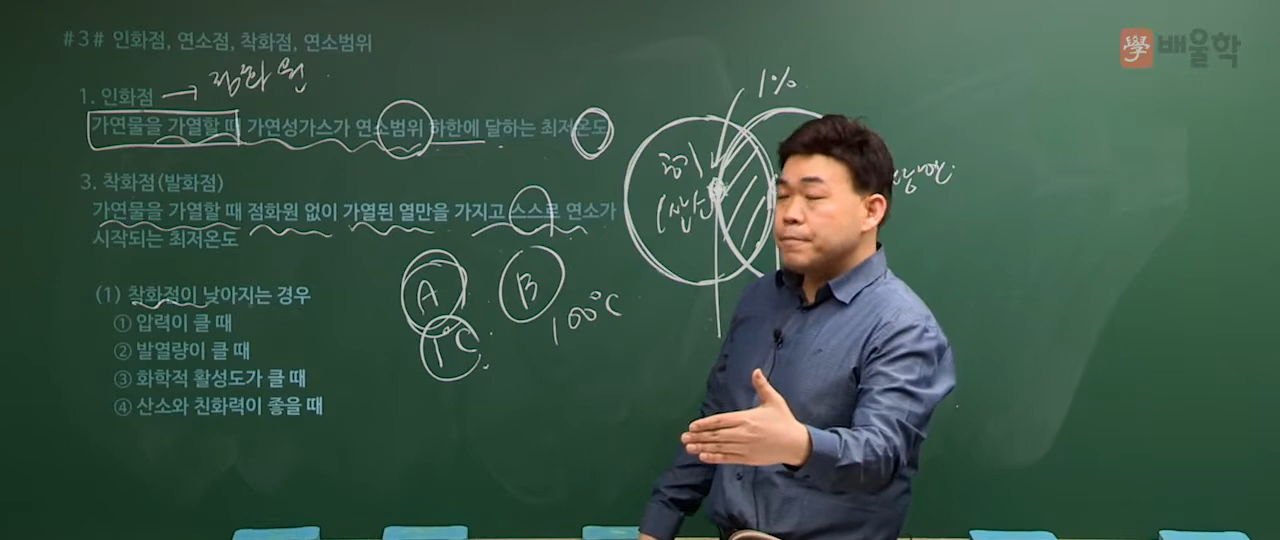 #3# 인화점, 연소점, 착화점, 연소범위
學 배울학
1. 인화점 → 점화원
가연물을 가열할 때 가연성가스가 연소범위 하한에 달하는 최저온도
3. 착화점(발화점)
가연물을 가열할 때 점화원 없이 가열된 열만을 가지고 스스로 연소가
시작되는 최저온도
(1) 착화점이 낮아지는 경우
① 압력이 클 때
② 발열량이 클 때
③ 화학적 활성도가 클 때
④ 산소와 친화력이 좋을 때
A
1℃
B
100℃
1%
공기
(산소